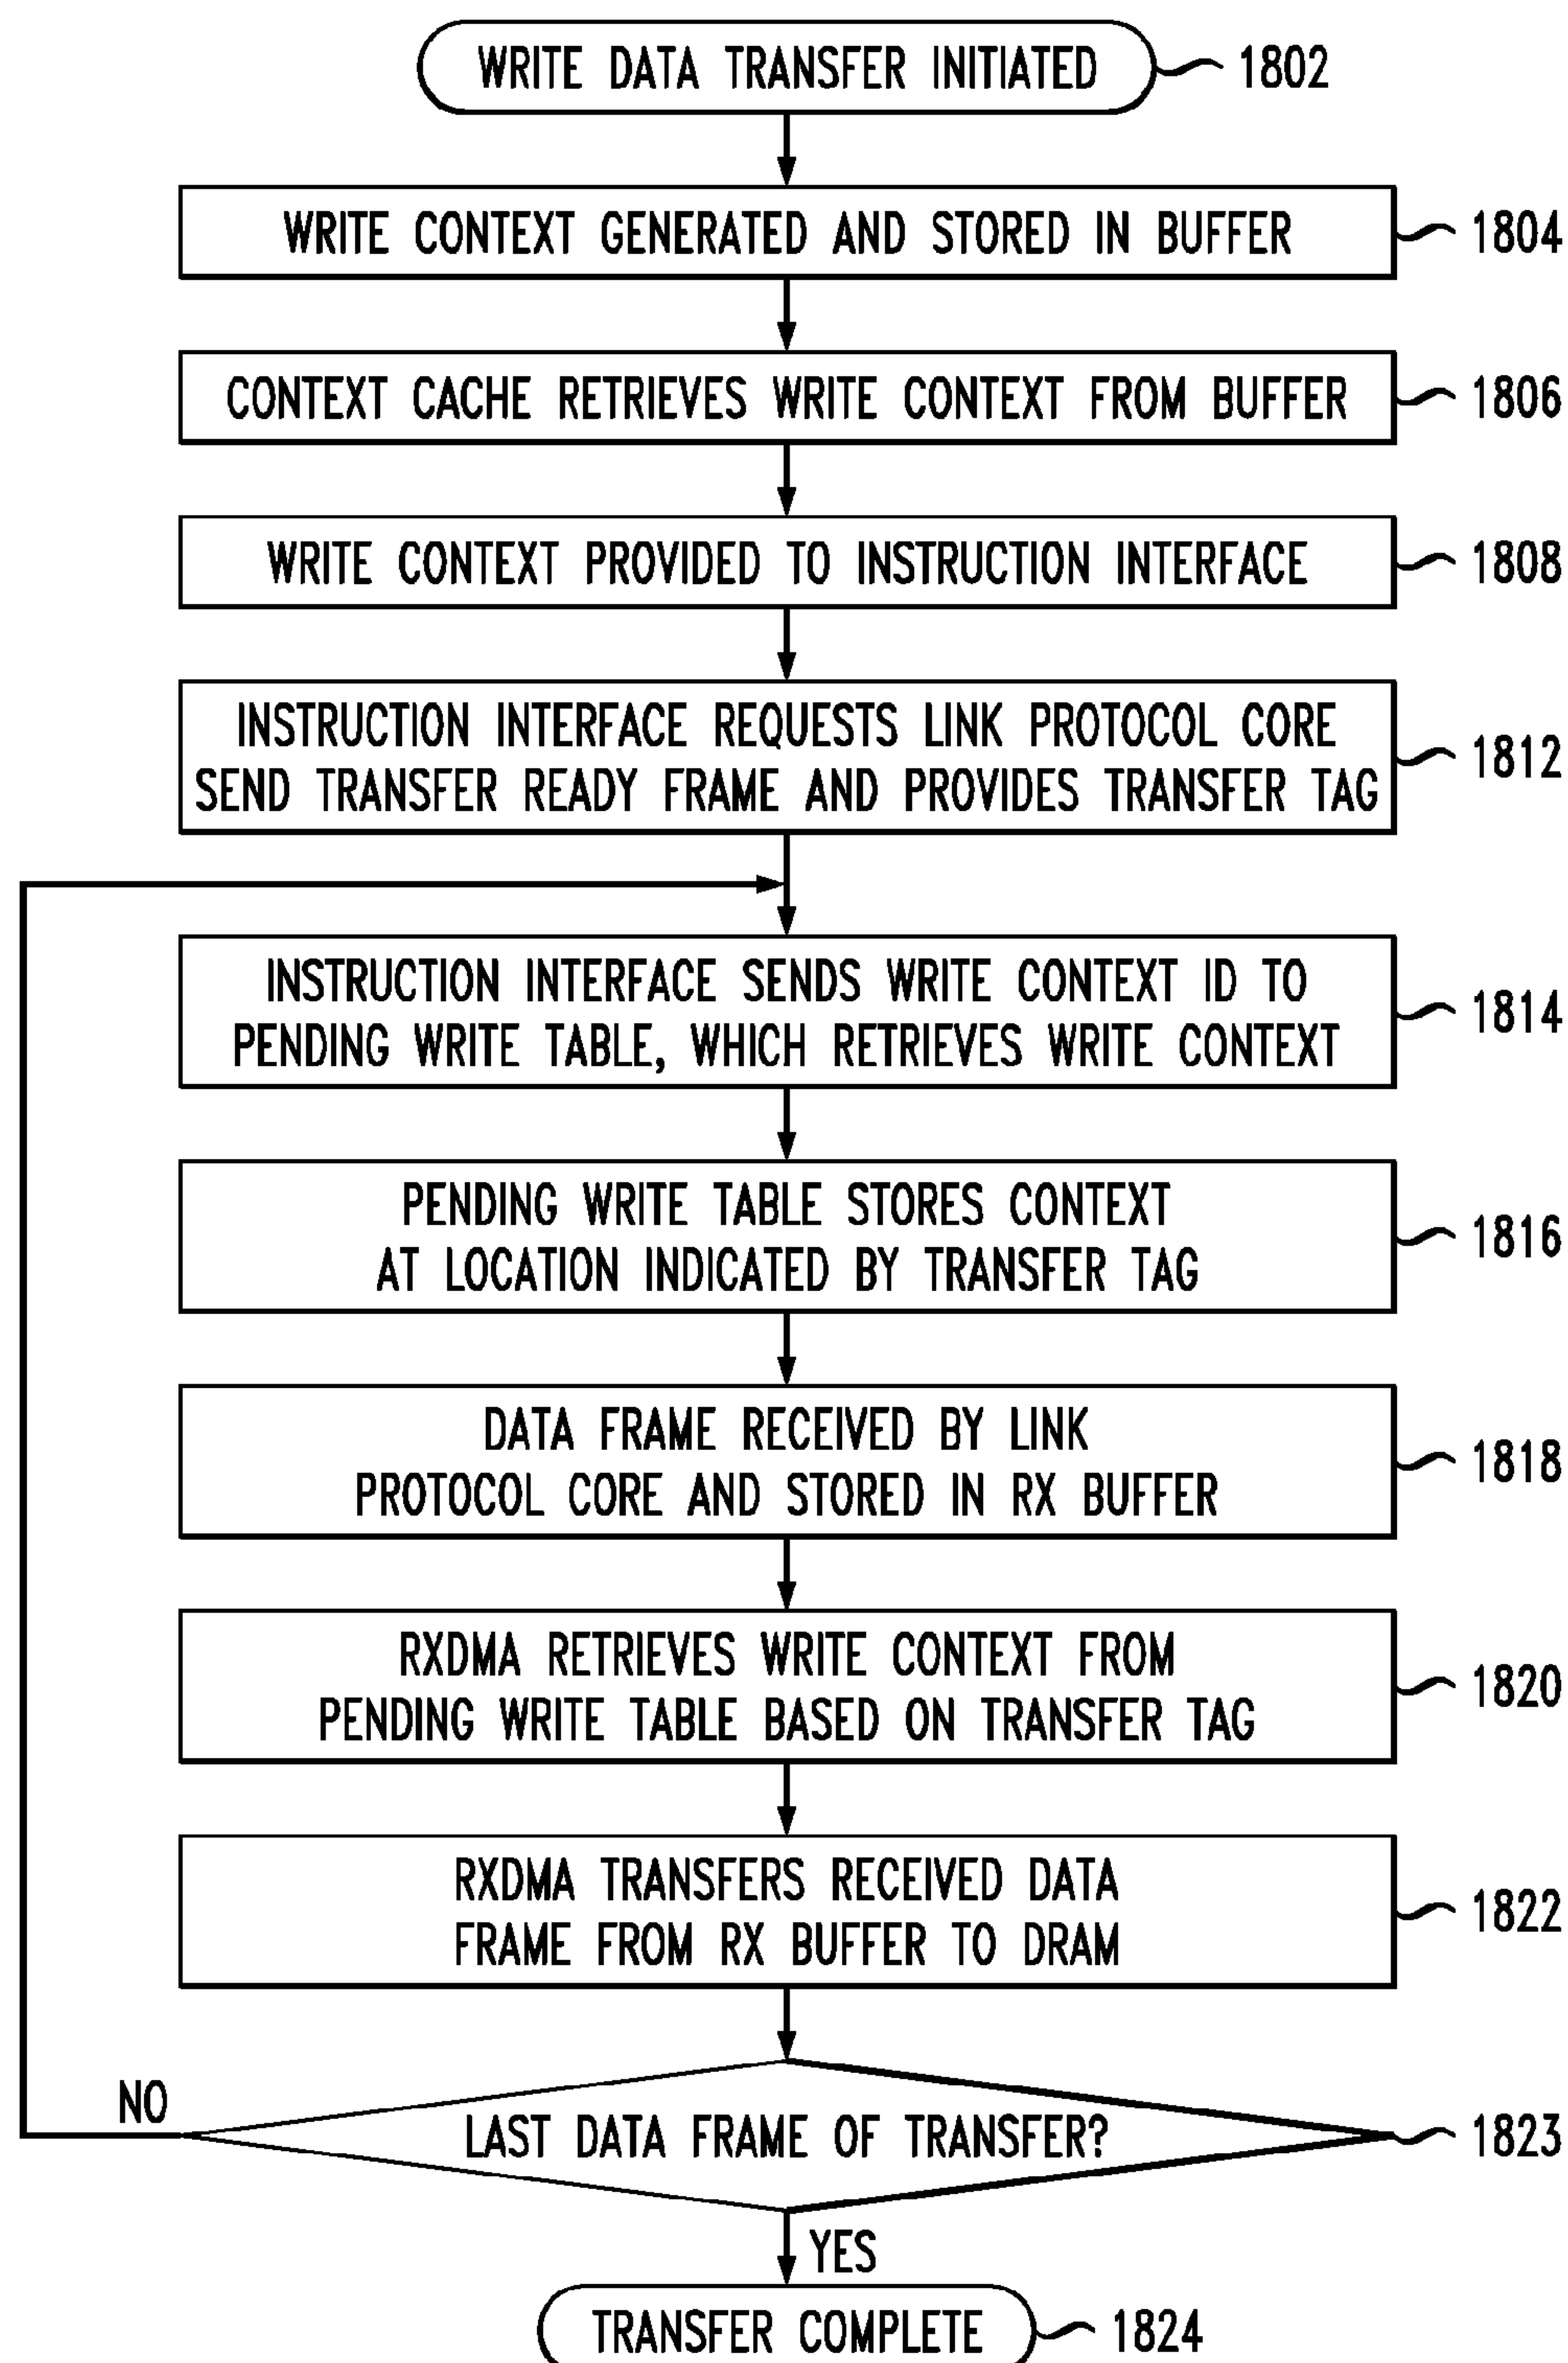 WRITE DATA TRANSFER INITIATED
1802
WRITE CONTEXT GENERATED AND STORED IN BUFFER
1804
CONTEXT CACHE RETRIEVES WRITE CONTEXT FROM BUFFER
1806
WRITE CONTEXT PROVIDED TO INSTRUCTION INTERFACE
1808
INSTRUCTION INTERFACE REQUESTS LINK PROTOCOL CORE
SEND TRANSFER READY FRAME AND PROVIDES TRANSFER TAG
1812
INSTRUCTION INTERFACE SENDS WRITE CONTEXT ID TO
PENDING WRITE TABLE, WHICH RETRIEVES WRITE CONTEXT
1814
PENDING WRITE TABLE STORES CONTEXT
AT LOCATION INDICATED BY TRANSFER TAG
1816
DATA FRAME RECEIVED BY LINK
PROTOCOL CORE AND STORED IN RX BUFFER
1818
RXDMA RETRIEVES WRITE CONTEXT FROM
PENDING WRITE TABLE BASED ON TRANSFER TAG
1820
RXDMA TRANSFERS RECEIVED DATA
FRAME FROM RX BUFFER TO DRAM
1822
NO
LAST DATA FRAME OF TRANSFER?
1823
YES
TRANSFER COMPLETE
1824